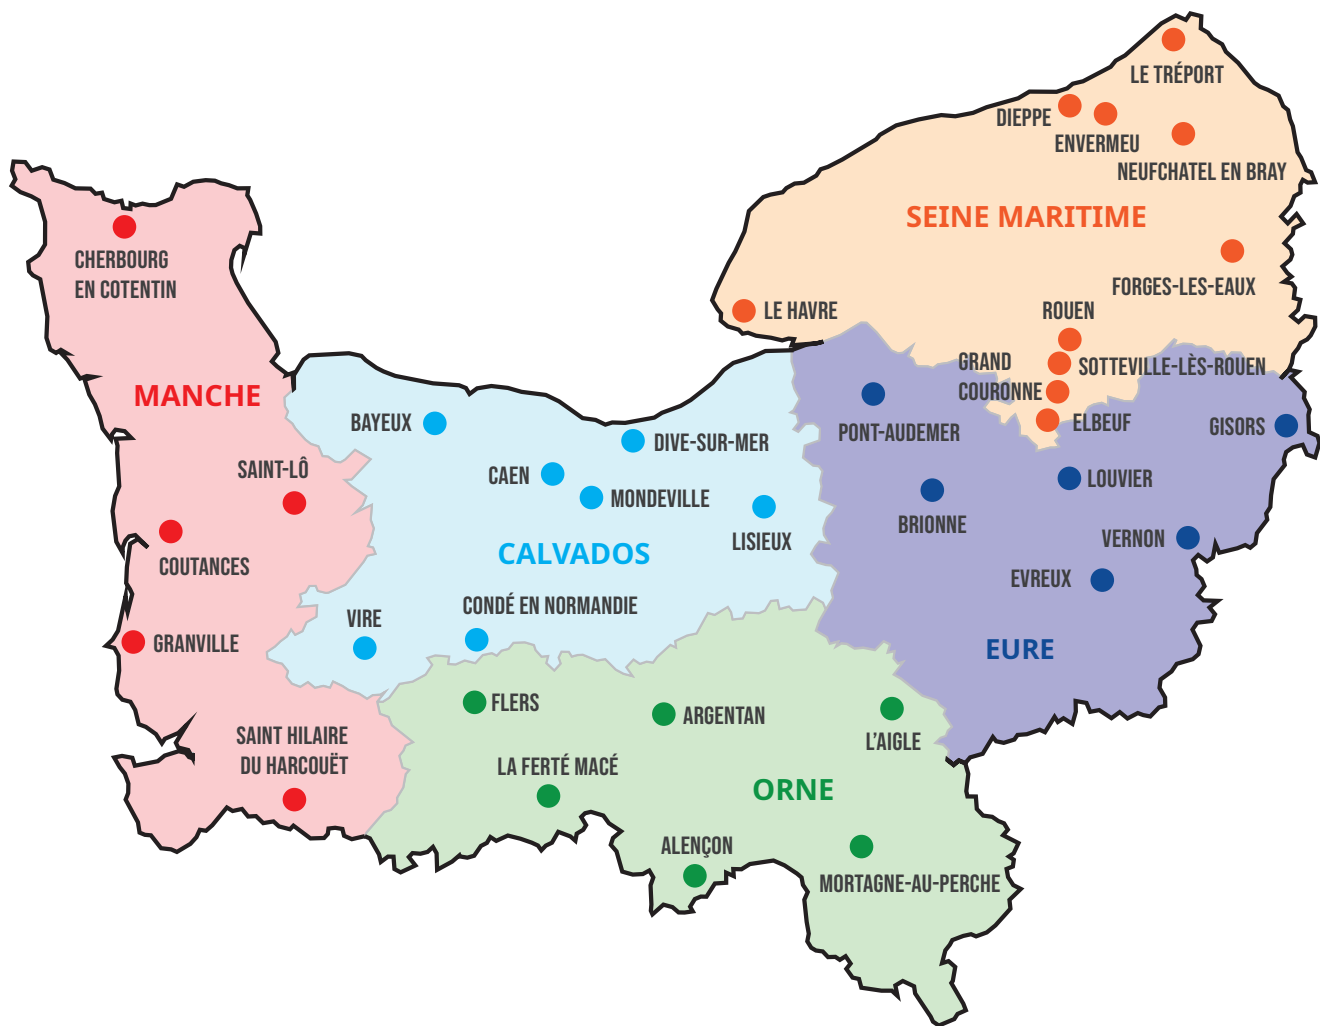 LE TRÉPORT
DIEPPE
ENVERMEU
NEUFCHATEL EN BRAY
SEINE MARITIME
CHERBOURG
EN COTENTIN
FORGES-LES-EAUX
LE HAVRE
ROUEN
GRAND
COURONNE
SOTTEVILLE-LÈS-ROUEN
MANCHE
BAYEUX
DIVE-SUR-MER
PONT-AUDEMER
ELBEUF
GISORS
SAINT-LÔ
CAEN
MONDEVILLE
LOUVIER
BRIONNE
LISIEUX
VERNON
CALVADOS
COUTANCES
EVREUX
VIRE
CONDÉ EN NORMANDIE
GRANVILLE
EURE
FLERS
ARGENTAN
L'AIGLE
SAINT HILAIRE
DU HARCOUËT
LA FERTÉ MACÉ
ORNE
ALENÇON
MORTAGNE-AU-PERCHE